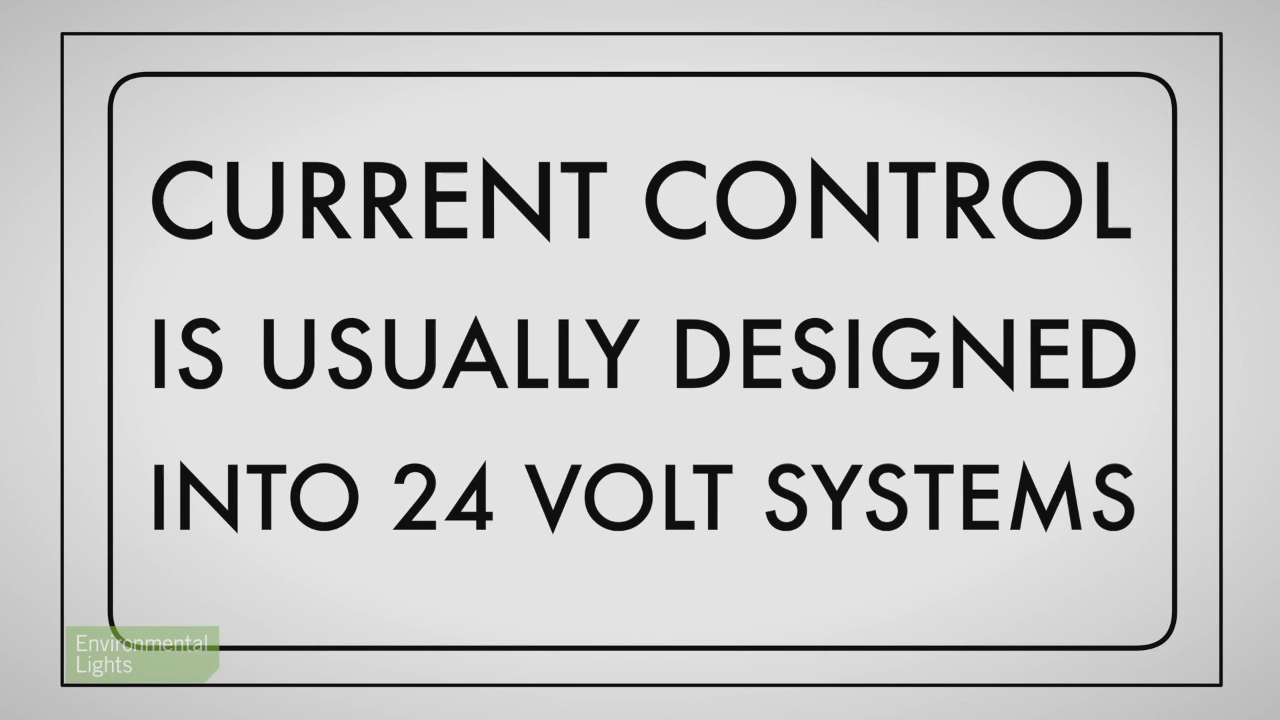 CURRENT CONTROL
IS USUALLY DESIGNED
INTO 24 VOLT SYSTEMS
Environmental
Lights